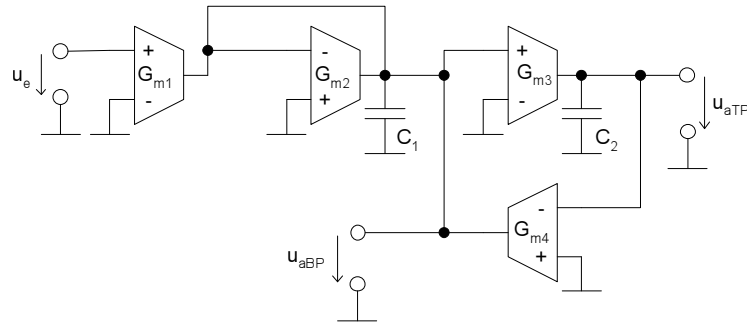 u_e
+
G_m1
-
-
G_m2
+
C_1
+
G_m3
-
C_2
u_aTP
u_aBP
-
G_m4
+